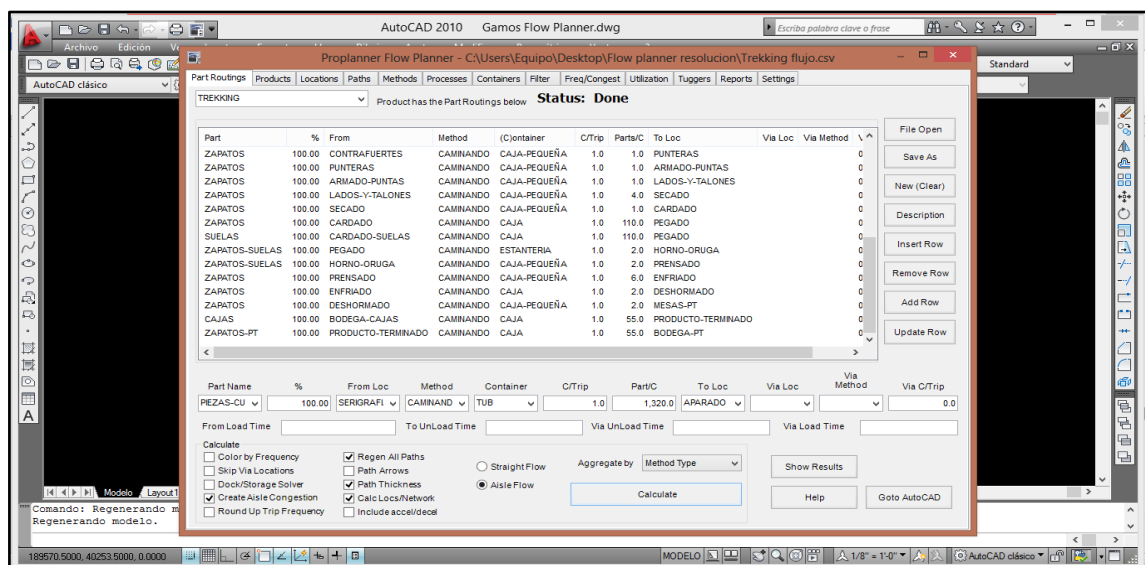 AutoCAD 2010 Gamos Flow Planner.dwg
Escriba palabra clave o frase
Archivo Edición
Proplanner Flow Planner - C:\Users\Equipo\Desktop\Flow planner resolucion\Trekking flujo.csv
Standard
AutoCAD clásico
Part Routings Products Locations Paths Methods Processes Containers Filter Freq/Congest Utilization Tuggers Reports Settings
TREKKING Product has the Part Routings below Status: Done
Part % From Method (C)ontainer C/Trip Parts/C To Loc Via Loc Via Method
ZAPATOS 100.00 CONTRAFUERTES CAMINANDO CAJA-PEQUEÑA 1.0 1.0 PUNTERAS 0
ZAPATOS 100.00 PUNTERAS CAMINANDO CAJA-PEQUEÑA 1.0 1.0 ARMADO-PUNTAS 0
ZAPATOS 100.00 ARMADO-PUNTAS CAMINANDO CAJA-PEQUEÑA 1.0 1.0 LADOS-Y-TALONES 0
ZAPATOS 100.00 LADOS-Y-TALONES CAMINANDO CAJA-PEQUEÑA 1.0 4.0 SECADO 0
ZAPATOS 100.00 SECADO CAMINANDO CAJA-PEQUEÑA 1.0 1.0 CARDADO 0
ZAPATOS 100.00 CARDADO CAMINANDO CAJA 1.0 110.0 PEGADO 0
SUELAS 100.00 CARDADO-SUELAS CAMINANDO CAJA 1.0 110.0 PEGADO 0
ZAPATOS-SUELAS 100.00 PEGADO CAMINANDO ESTANTERIA 1.0 2.0 HORNO-ORUGA 0
ZAPATOS-SUELAS 100.00 HORNO-ORUGA CAMINANDO CAJA-PEQUEÑA 1.0 2.0 PRENSADO 0
ZAPATOS 100.00 PRENSADO CAMINANDO CAJA-PEQUEÑA 1.0 6.0 ENFRIADO 0
ZAPATOS 100.00 ENFRIADO CAMINANDO CAJA 1.0 2.0 DESHORMADO 0
ZAPATOS 100.00 DESHORMADO CAMINANDO CAJA-PEQUEÑA 1.0 2.0 MESAS-PT 0
CAJAS 100.00 BODEGA-CAJAS CAMINANDO CAJA 1.0 55.0 PRODUCTO-TERMINADO 0
ZAPATOS-PT 100.00 PRODUCTO-TERMINADO CAMINANDO CAJA 1.0 55.0 BODEGA-PT 0
File Open
Save As
New (Clear)
Description
Insert Row
Remove Row
Add Row
Update Row
Part Name % From Loc Method Container C/Trip Part/C To Loc Via Loc Via Method Via C/Trip
PIEZAS-CU 100.00 SERIGRAFI CAMINAND TUB 1.0 1,320.0 APARADO 0.0
From Load Time To UnLoad Time Via UnLoad Time Via Load Time
Calculate
Color by Frequency Regen All Paths
Skip Via Locations Path Arrows
Dock/Storage Solver Path Thickness
Create Aisle Congestion Calc Locs/Network
Round Up Trip Frequency Include accel/decel
Straight Flow
Aisle Flow
Aggregate by Method Type
Calculate
Show Results
Help
Goto AutoCAD
Modelo Layout1
Comando: Regenerando m
Regenerando modelo.
189570.5000, 40253.5000, 0.0000 MODELO 1/8" = 1'-0" AutoCAD clásico